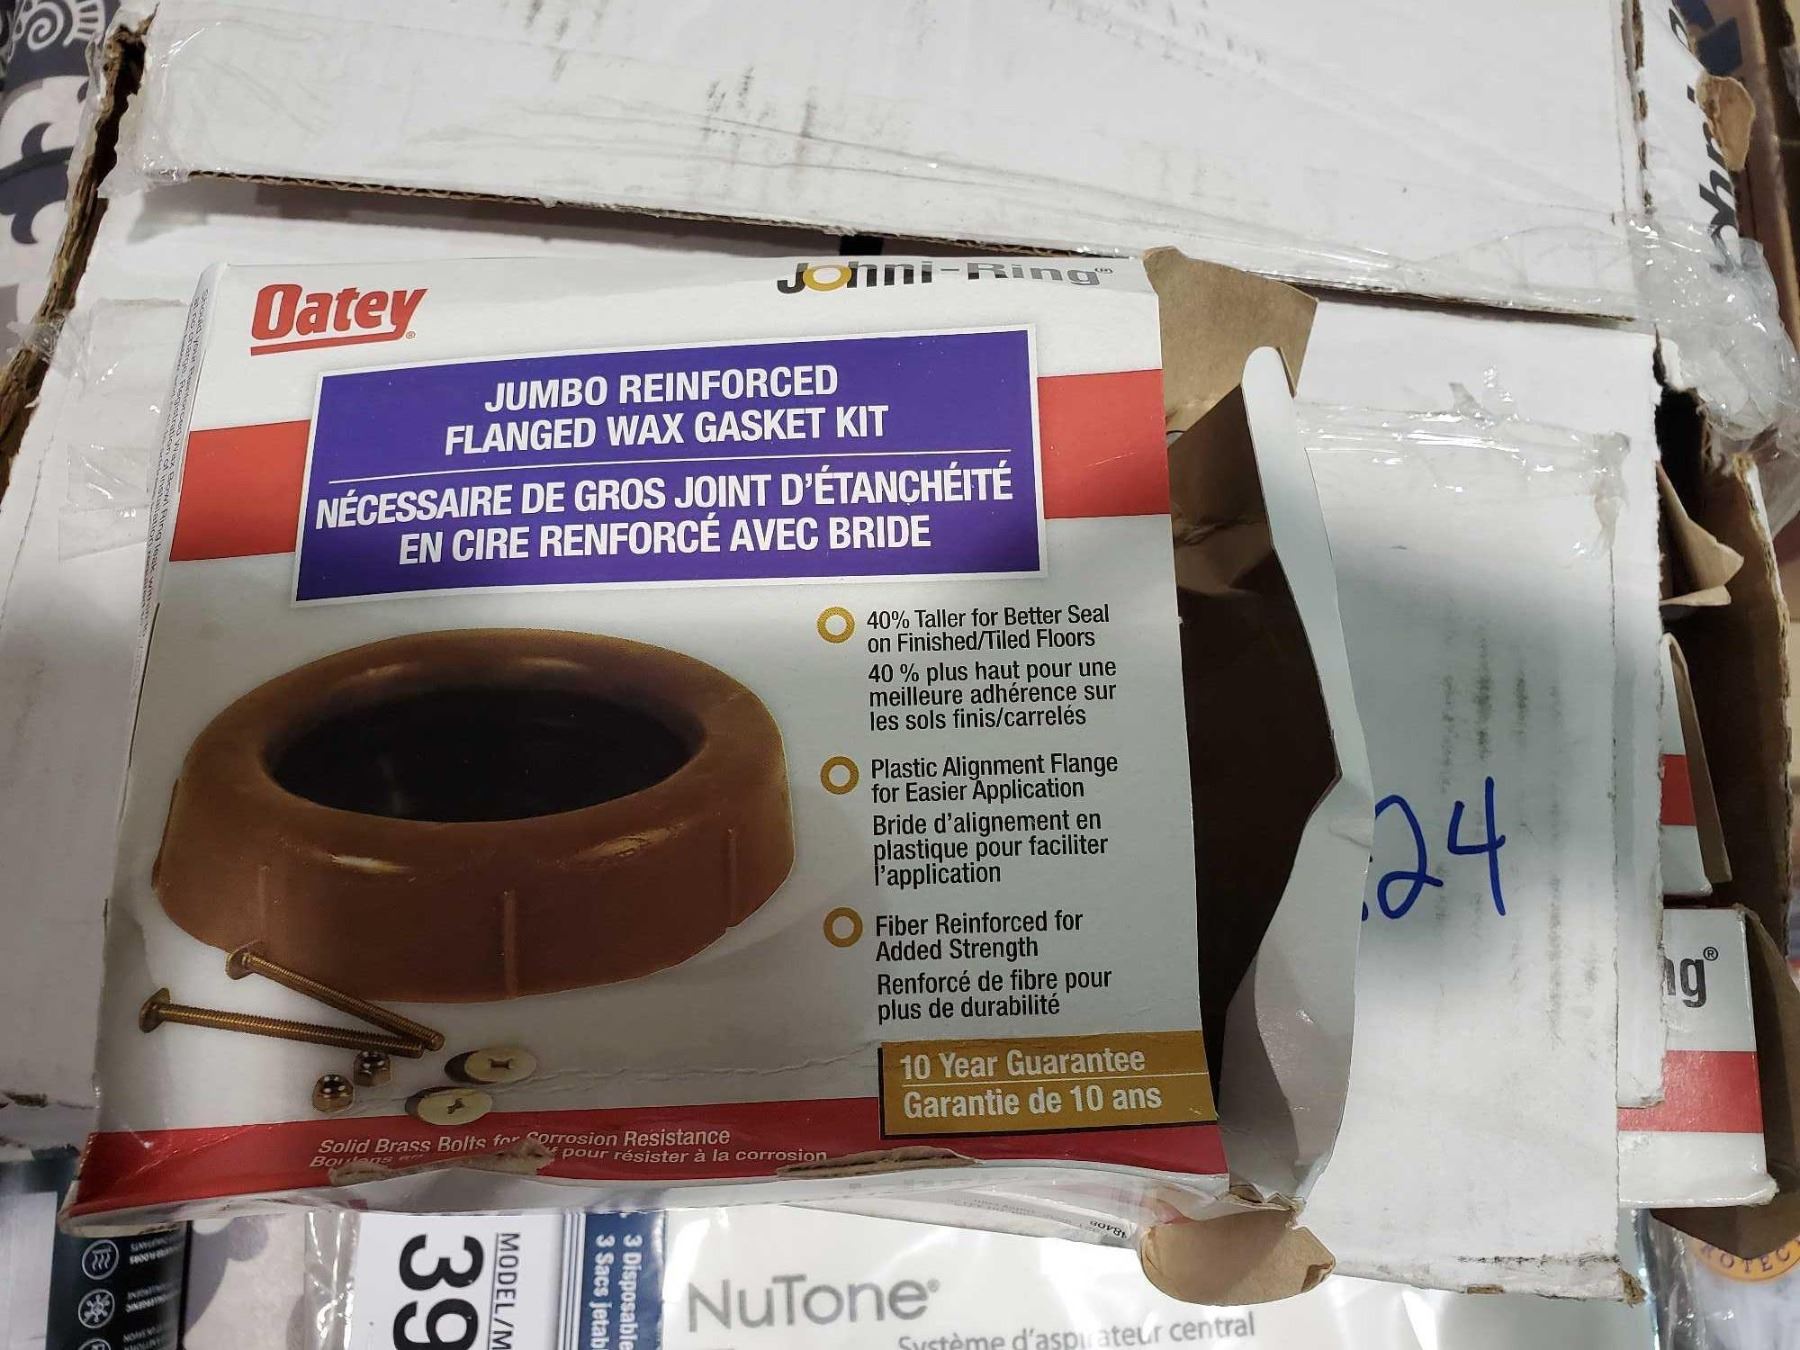 Oatey®
Johni-Ring®
JUMBO REINFORCED
FLANGED WAX GASKET KIT
NÉCESSAIRE DE GROS JOINT D'ÉTANCHÉITÉ
EN CIRE RENFORCÉ AVEC BRIDE
40% Taller for Better Seal
on Finished/Tiled Floors
40 % plus haut pour une
meilleure adhérence sur
les sols finis/carrelés
Plastic Alignment Flange
for Easier Application
Bride d'alignement en
plastique pour faciliter
l'application
Fiber Reinforced for
Added Strength
Renforcé de fibre pour
plus de durabilité
10 Year Guarantee
Garantie de 10 ans
Solid Brass Bolts for Corrosion Resistance
Boulons pour résister à la corrosion
24
ng®
MODEL/M
39
3 Disposable
3 Sacs jetab
NuTone®
Système d'aspirateur central